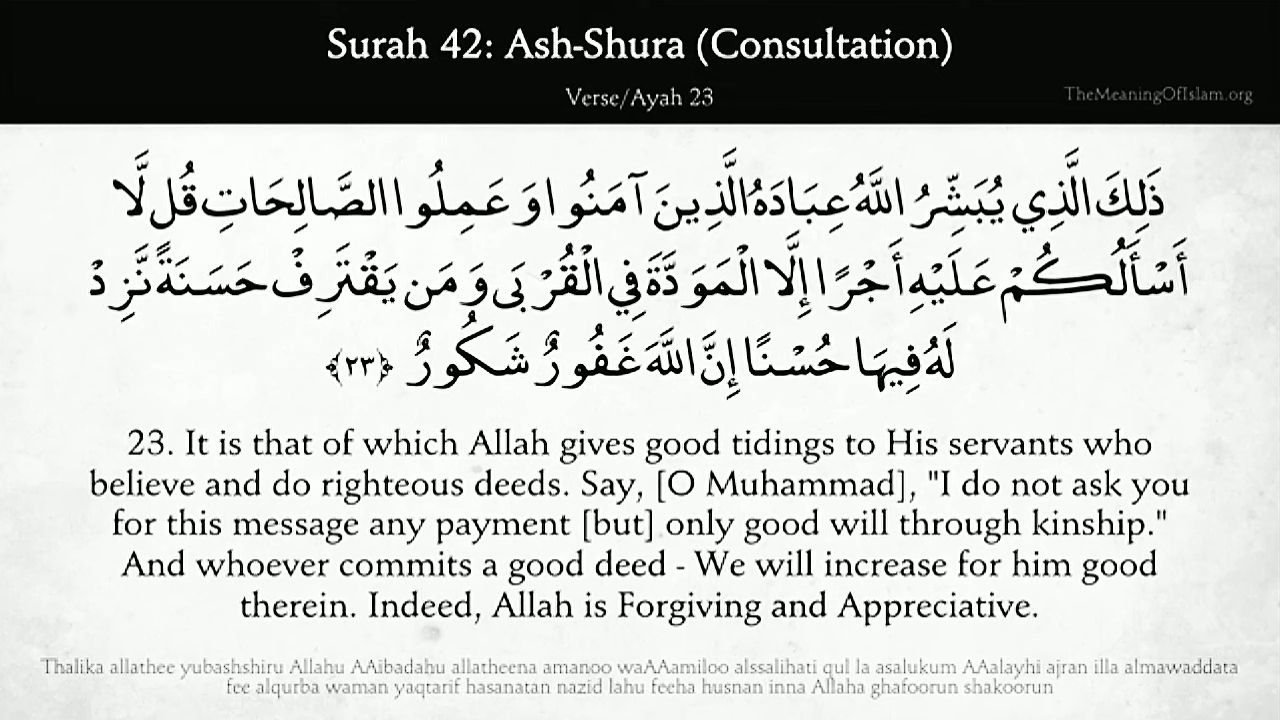 Surah 42: Ash-Shura (Consultation)
Verse/Ayah 23
TheMeaningOfIslam.org
ذَلِكَ الَّذِي يُبَشِّرُ اللَّهُ عِبَادَهُ الَّذِينَ آمَنُوا وَعَمِلُوا الصَّالِحَاتِ قُل لَّا
أَسْأَلُكُمْ عَلَيْهِ أَجْرًا إِلَّا الْمَوَدَّةَ فِي الْقُرْبَى وَمَن يَقْتَرِفْ حَسَنَةً نَّزِدْ
لَهُ فِيهَا حُسْنًا إِنَّ اللَّهَ غَفُورٌ شَكُورٌ ﴿٢٣﴾
23. It is that of which Allah gives good tidings to His servants who
believe and do righteous deeds. Say, [O Muhammad], "I do not ask you
for this message any payment [but] only good will through kinship."
And whoever commits a good deed - We will increase for him good
therein. Indeed, Allah is Forgiving and Appreciative.
Thalika allathee yubashshiru Allahu AAibadahu allatheena amanoo waAAamiloo alssalihati qul la asalukum AAalayhi ajran illa almawaddata
fee alqurba waman yaqtarif hasanatan nazid lahu feeha husnan inna Allaha ghafoorun shakoorun